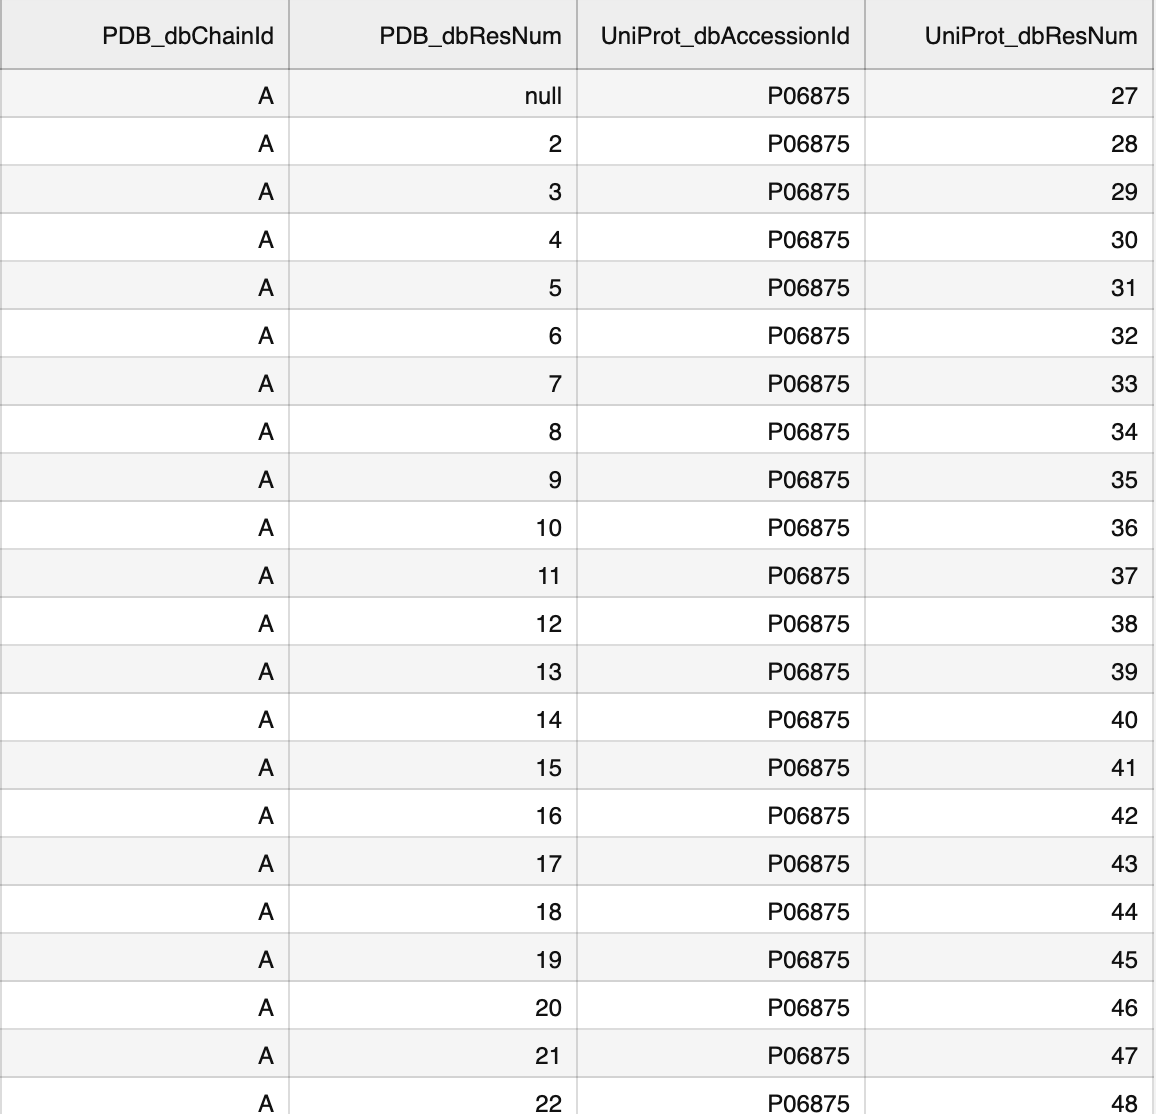 PDB_dbChainId PDB_dbResNum UniProt_dbAccessionId UniProt_dbResNum
A null P06875 27
A 2 P06875 28
A 3 P06875 29
A 4 P06875 30
A 5 P06875 31
A 6 P06875 32
A 7 P06875 33
A 8 P06875 34
A 9 P06875 35
A 10 P06875 36
A 11 P06875 37
A 12 P06875 38
A 13 P06875 39
A 14 P06875 40
A 15 P06875 41
A 16 P06875 42
A 17 P06875 43
A 18 P06875 44
A 19 P06875 45
A 20 P06875 46
A 21 P06875 47
A 22 P06875 48